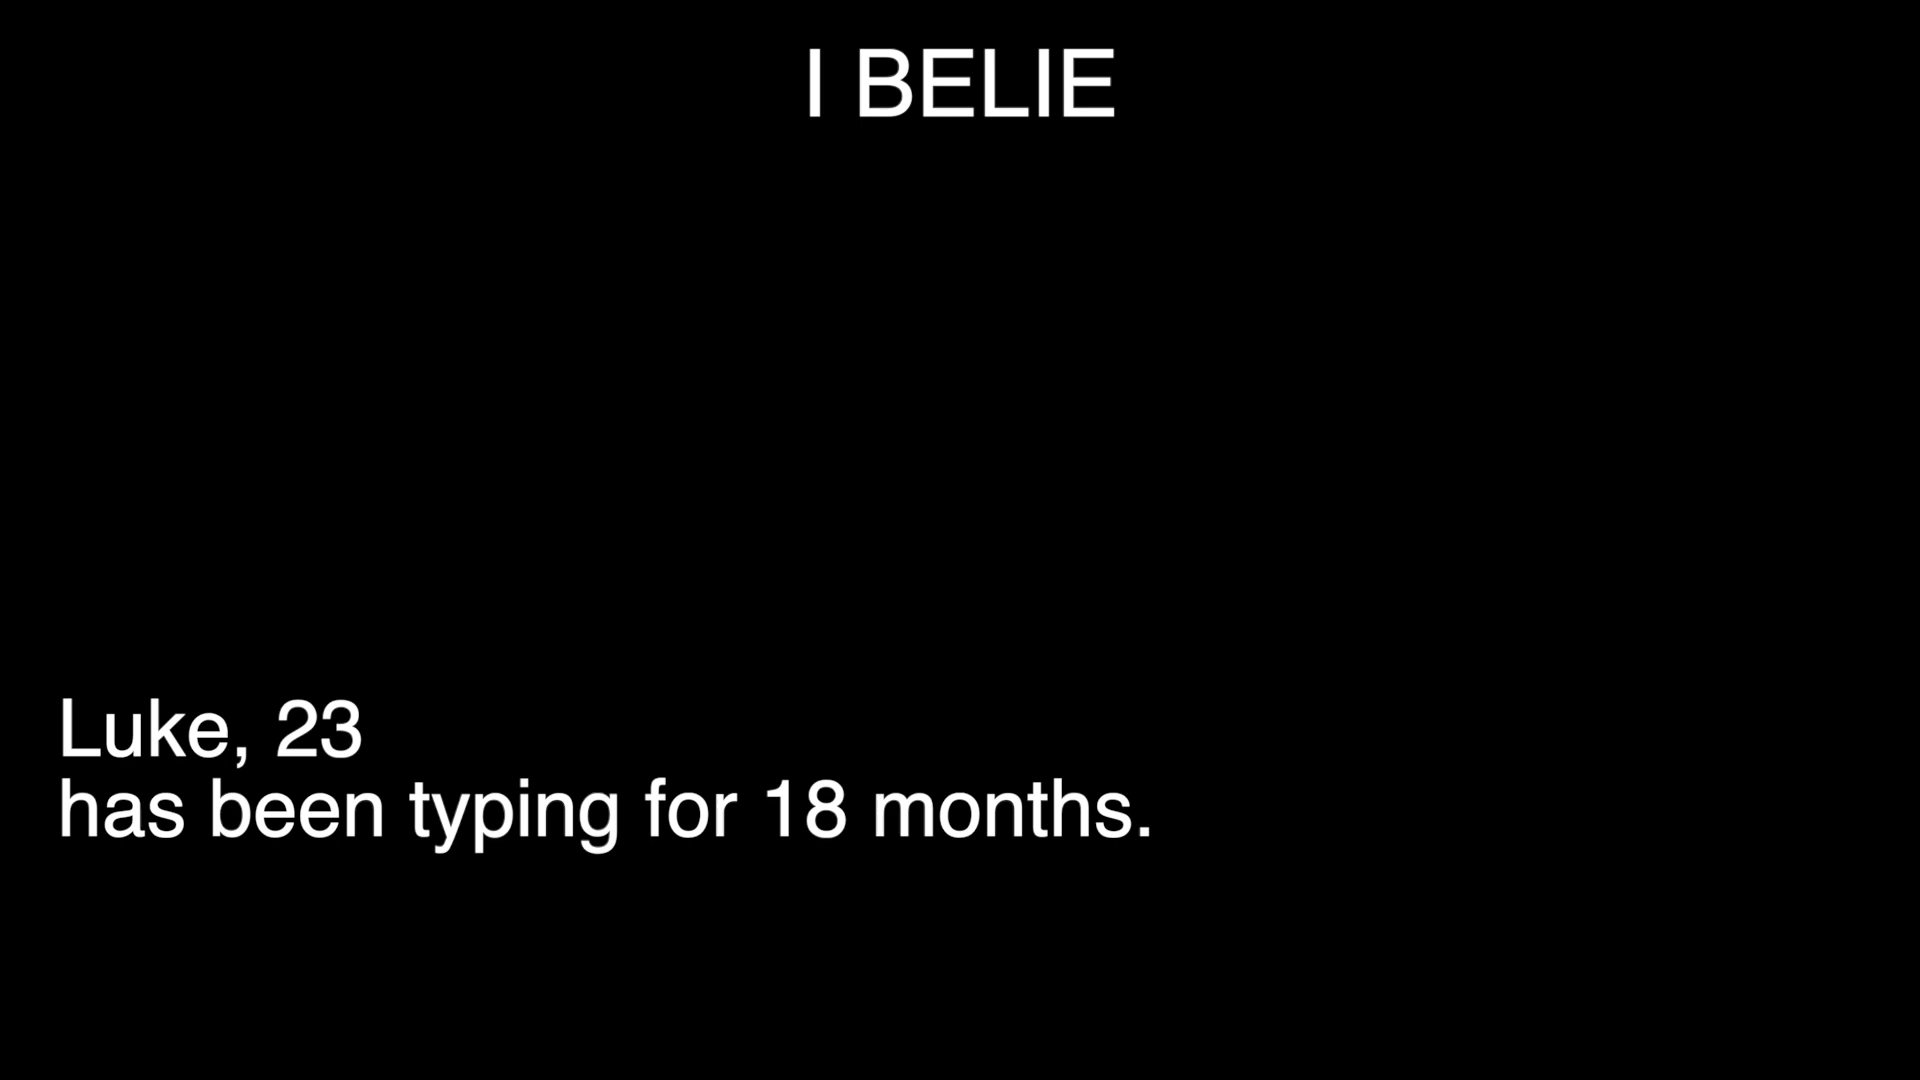 I BELIE
Luke, 23
has been typing for 18 months.